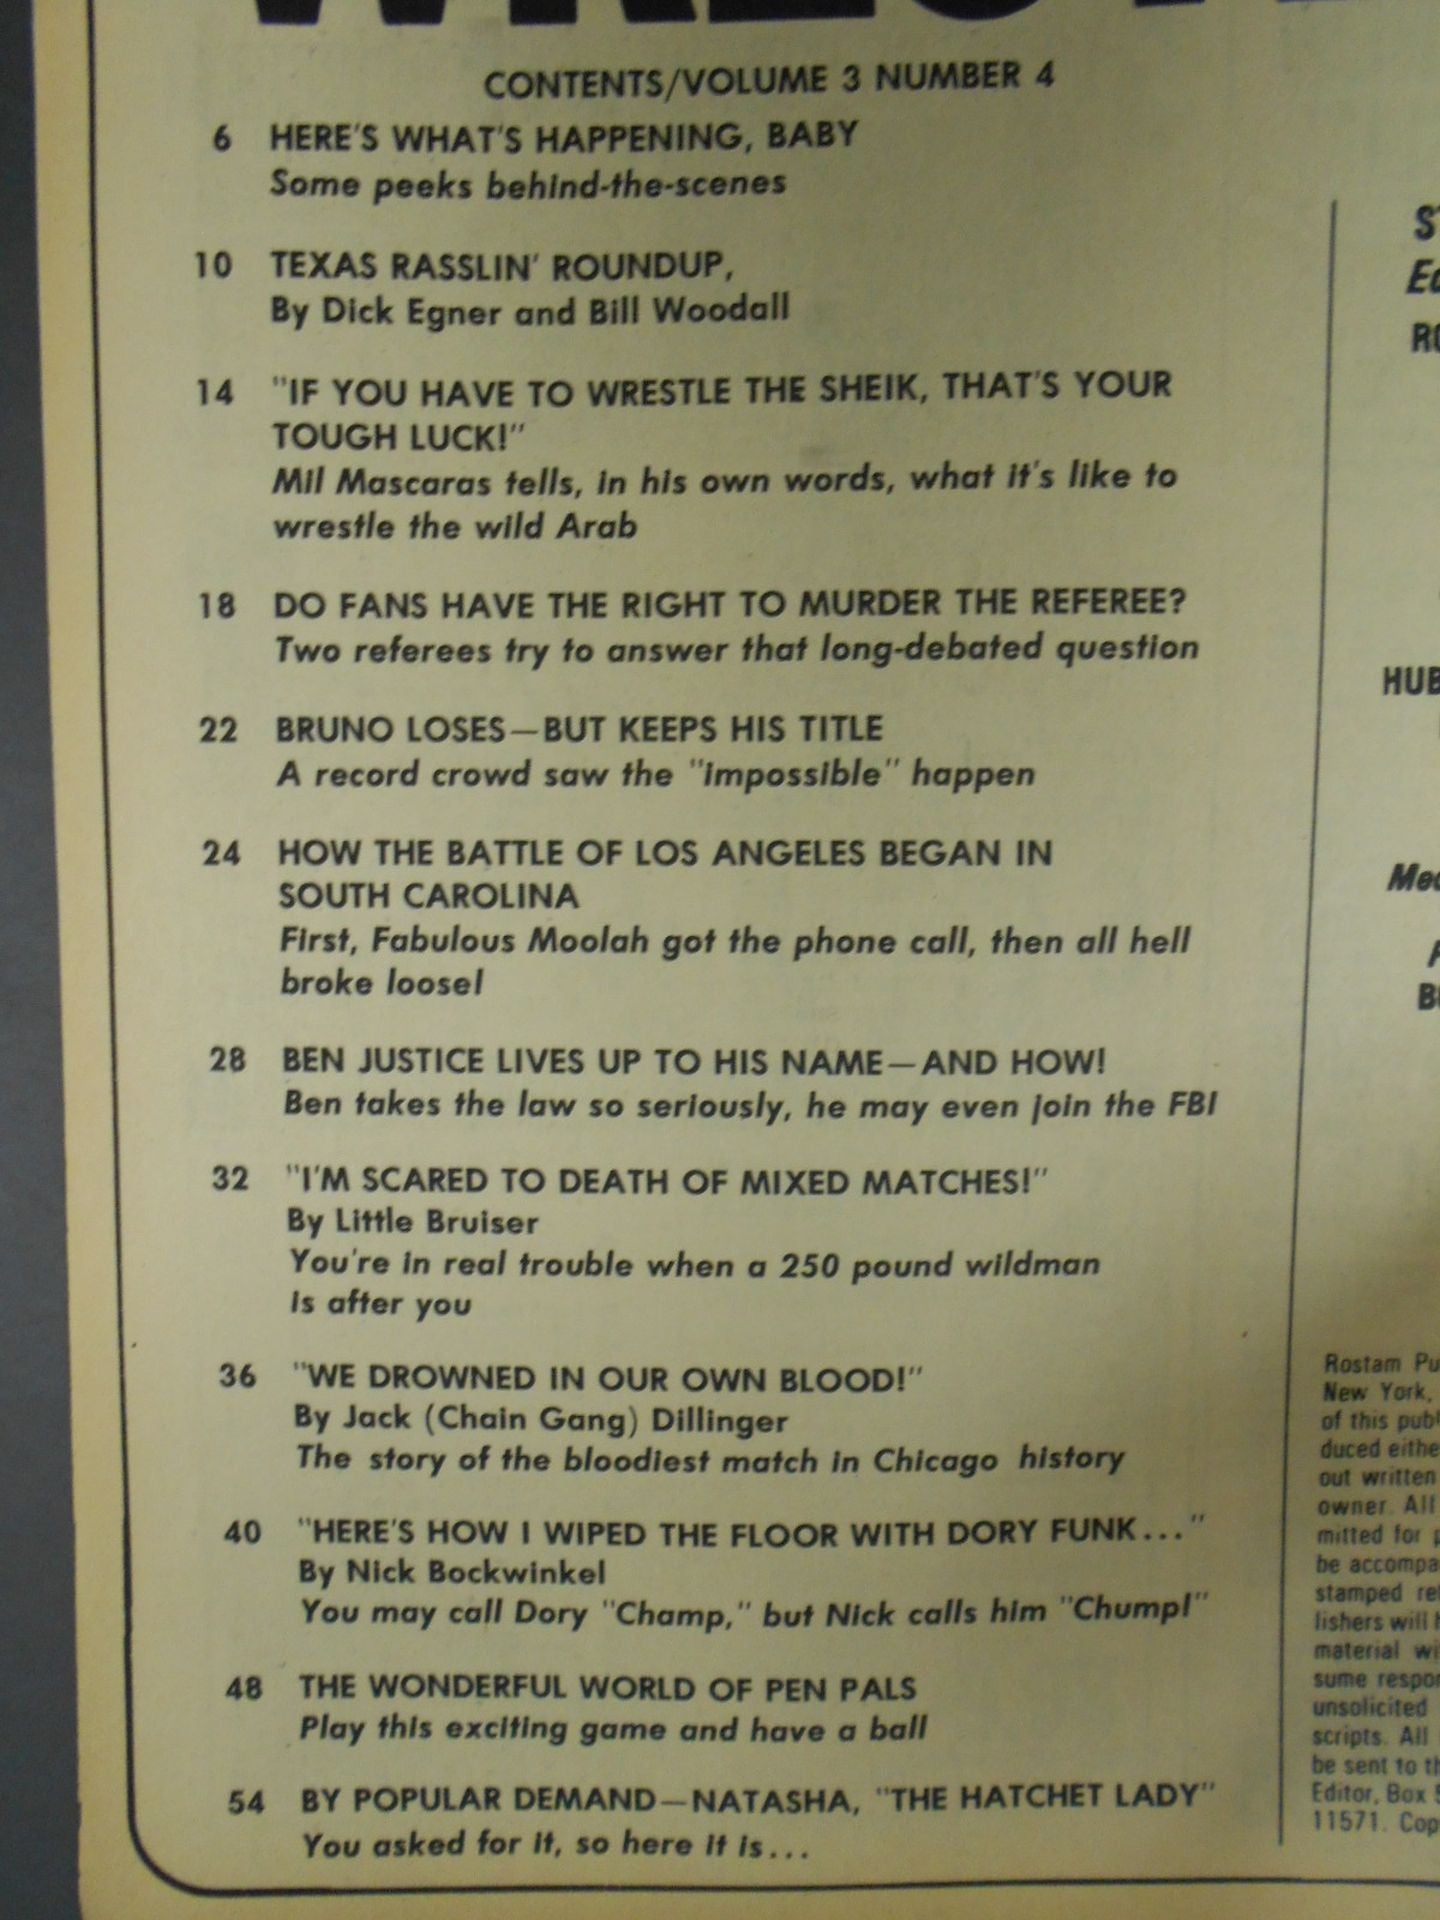 CONTENTS/VOLUME 3 NUMBER 4
6 HERE'S WHAT'S HAPPENING, BABY
Some peeks behind-the-scenes
10 TEXAS RASSLIN' ROUNDUP,
By Dick Egner and Bill Woodall
14 "IF YOU HAVE TO WRESTLE THE SHEIK, THAT'S YOUR
TOUGH LUCK!"
Mil Mascaras tells, in his own words, what it's like to
wrestle the wild Arab
18 DO FANS HAVE THE RIGHT TO MURDER THE REFEREE?
Two referees try to answer that long-debated question
22 BRUNO LOSES—BUT KEEPS HIS TITLE
A record crowd saw the "impossible" happen
24 HOW THE BATTLE OF LOS ANGELES BEGAN IN
SOUTH CAROLINA
First, Fabulous Moolah got the phone call, then all hell
broke loose!
28 BEN JUSTICE LIVES UP TO HIS NAME—AND HOW!
Ben takes the law so seriously, he may even join the FBI
32 "I'M SCARED TO DEATH OF MIXED MATCHES!"
By Little Bruiser
You're in real trouble when a 250 pound wildman
is after you
36 "WE DROWNED IN OUR OWN BLOOD!"
By Jack (Chain Gang) Dillinger
The story of the bloodiest match in Chicago history
40 "HERE'S HOW I WIPED THE FLOOR WITH DORY FUNK..."
By Nick Bockwinkel
You may call Dory "Champ," but Nick calls him "Chump!"
48 THE WONDERFUL WORLD OF PEN PALS
Play this exciting game and have a ball
54 BY POPULAR DEMAND—NATASHA, "THE HATCHET LADY"
You asked for it, so here it is...
Rostam
New York,
of this
out written
owner. All
mitted for
be
stamped
lishers will
material
sume
unsolicited
scripts. All
be sent to
Editor, Box
11571.